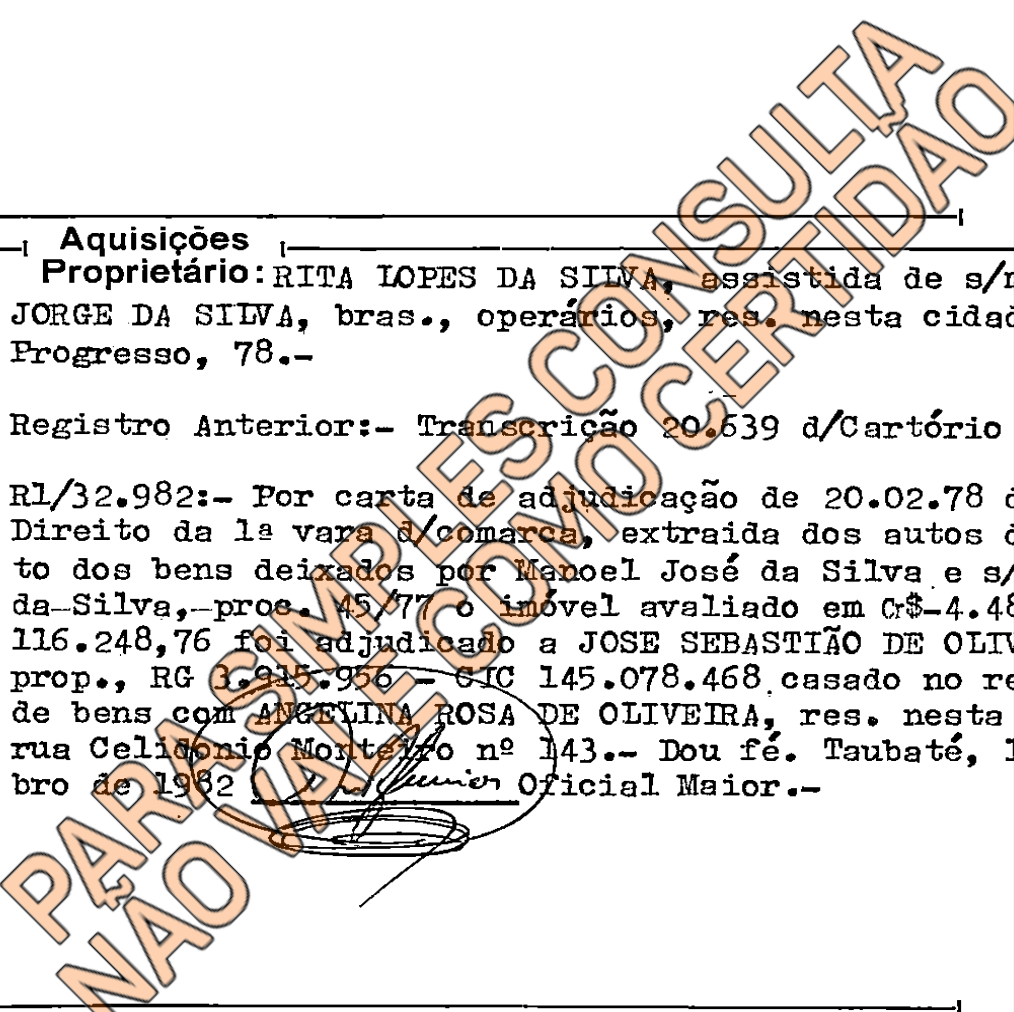 Aquisições
Proprietário: RITA LOPES DA SILVA, assistida de s/m
JORGE DA SILVA, bras., operários, res. nesta cidad
Progresso, 78.-
Registro Anterior:- Transcrição 20.639 d/Cartório
R1/32.982:- Por carta de adjudicação de 20.02.78 d
Direito da 1ª vara d/comarca, extraida dos autos d
to dos bens deixados por Manoel José da Silva e s/
da-Silva,-proc. 45/77 o imóvel avaliado em Cr$-4.48
116.248,76 foi adjudicado a JOSE SEBASTIÃO DE OLIV
prop., RG 3.915.956 - CIC 145.078.468 casado no re
de bens com ANGELINA ROSA DE OLIVEIRA, res. nesta
rua Celidonio Monteiro nº 143.- Dou fé. Taubaté, 1
bro de 1982 Oficial Maior.-
PARA SIMPLES CONSULTA
NÃO VALE COMO CERTIDÃO